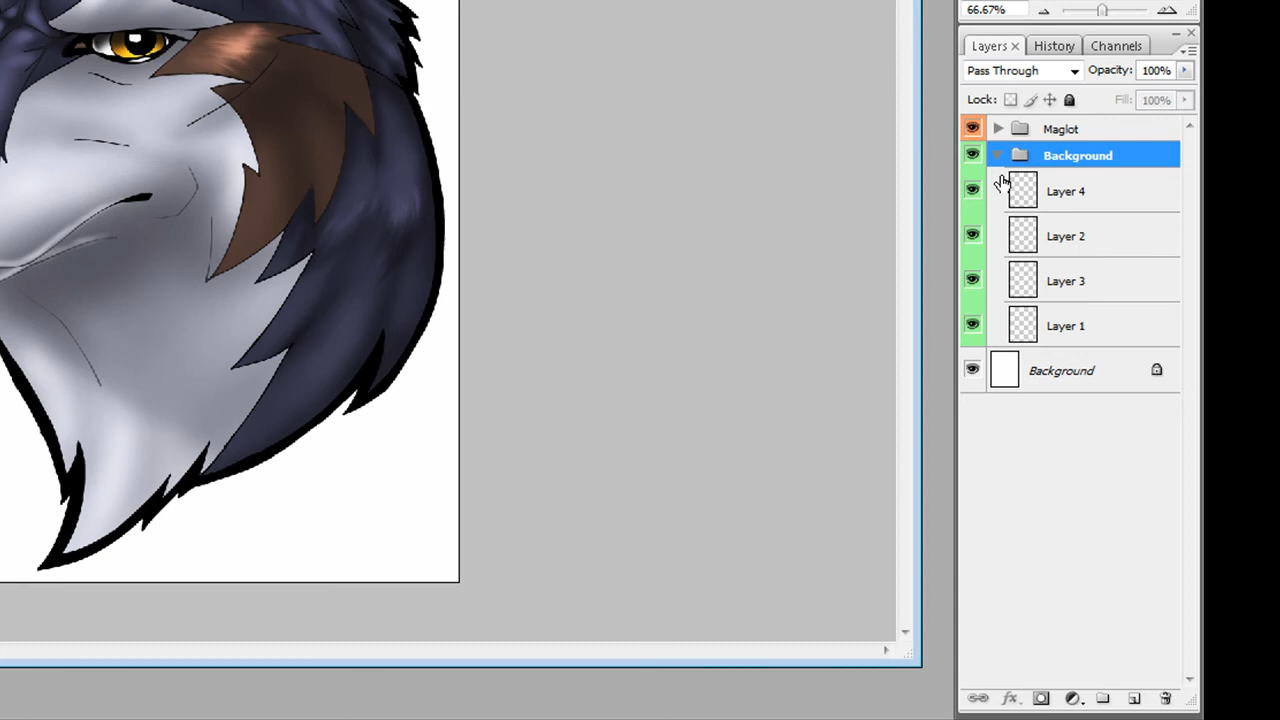 66.67%
Layers × History Channels
Pass Through Opacity: 100%
Lock: Fill: 100%
Maglot
Background
Layer 4
Layer 2
Layer 3
Layer 1
Background
fx